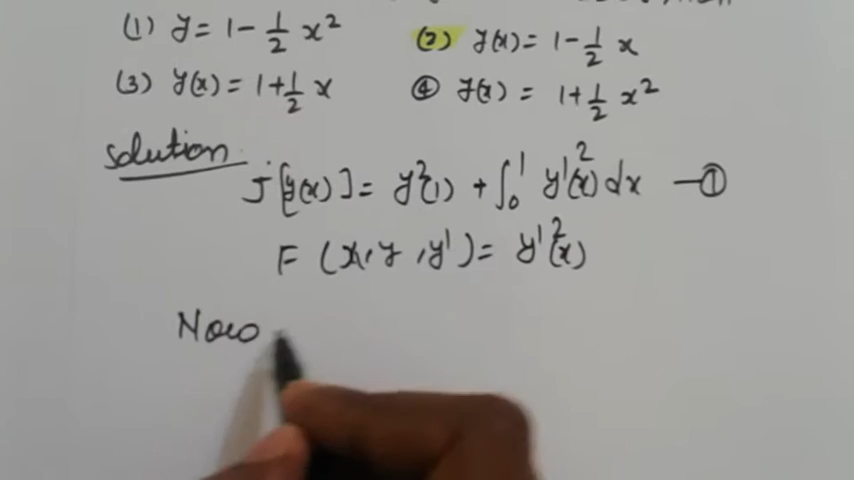 (1) y = 1 - 1/2 x² (2) y(x) = 1 - 1/2 x
(3) y(x) = 1 + 1/2 x ④ y(x) = 1 + 1/2 x²
Solution
J[y(x)] = y²(1) + ∫₀¹ y'²(x) dx —①
F (x, y, y') = y'²(x)
Now